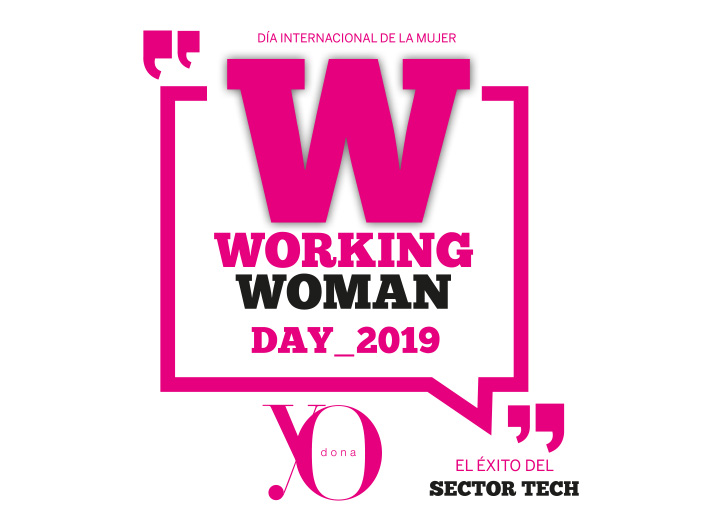 DÍA INTERNACIONAL DE LA MUJER
W
WORKING
WOMAN
DAY_2019
yO
dona
EL ÉXITO DEL
SECTOR TECH